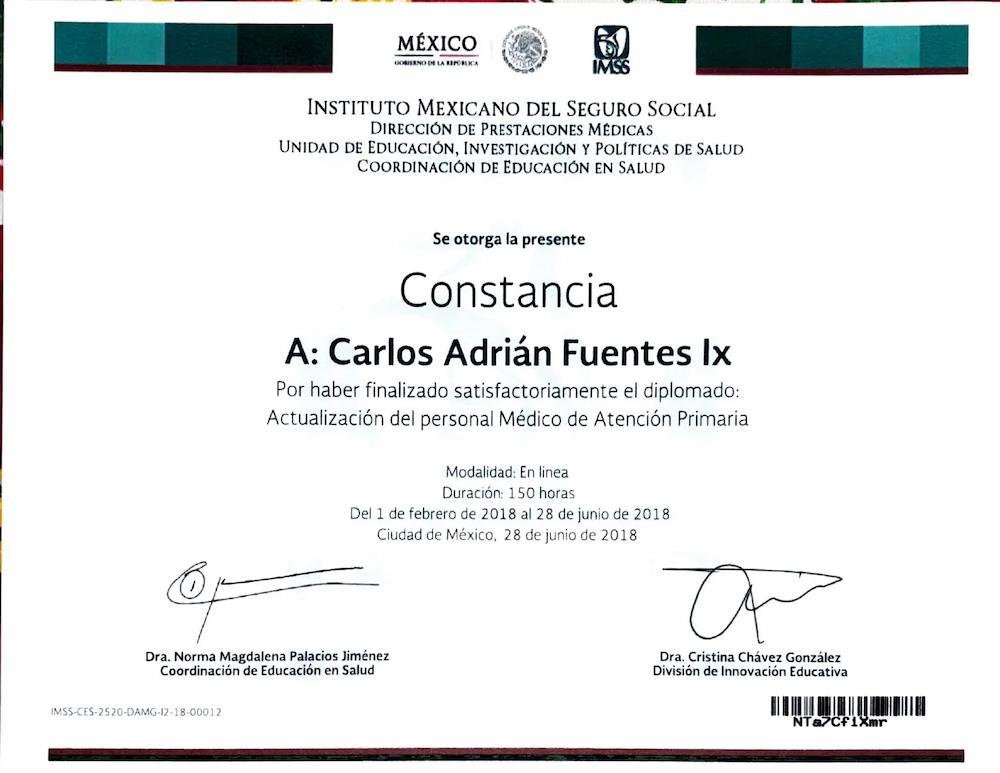 MÉXICO
GOBIERNO DE LA REPÚBLICA
IMSS
INSTITUTO MEXICANO DEL SEGURO SOCIAL
DIRECCIÓN DE PRESTACIONES MÉDICAS
UNIDAD DE EDUCACIÓN, INVESTIGACIÓN Y POLÍTICAS DE SALUD
COORDINACIÓN DE EDUCACIÓN EN SALUD
Se otorga la presente
Constancia
A: Carlos Adrián Fuentes Ix
Por haber finalizado satisfactoriamente el diplomado:
Actualización del personal Médico de Atención Primaria
Modalidad: En linea
Duración: 150 horas
Del 1 de febrero de 2018 al 28 de junio de 2018
Ciudad de México, 28 de junio de 2018
Dra. Norma Magdalena Palacios Jiménez
Coordinación de Educación en Salud
Dra. Cristina Chávez González
División de Innovación Educativa
IMSS-CES-2520-DAMG-I2-18-00012
NTa7CfiXmr